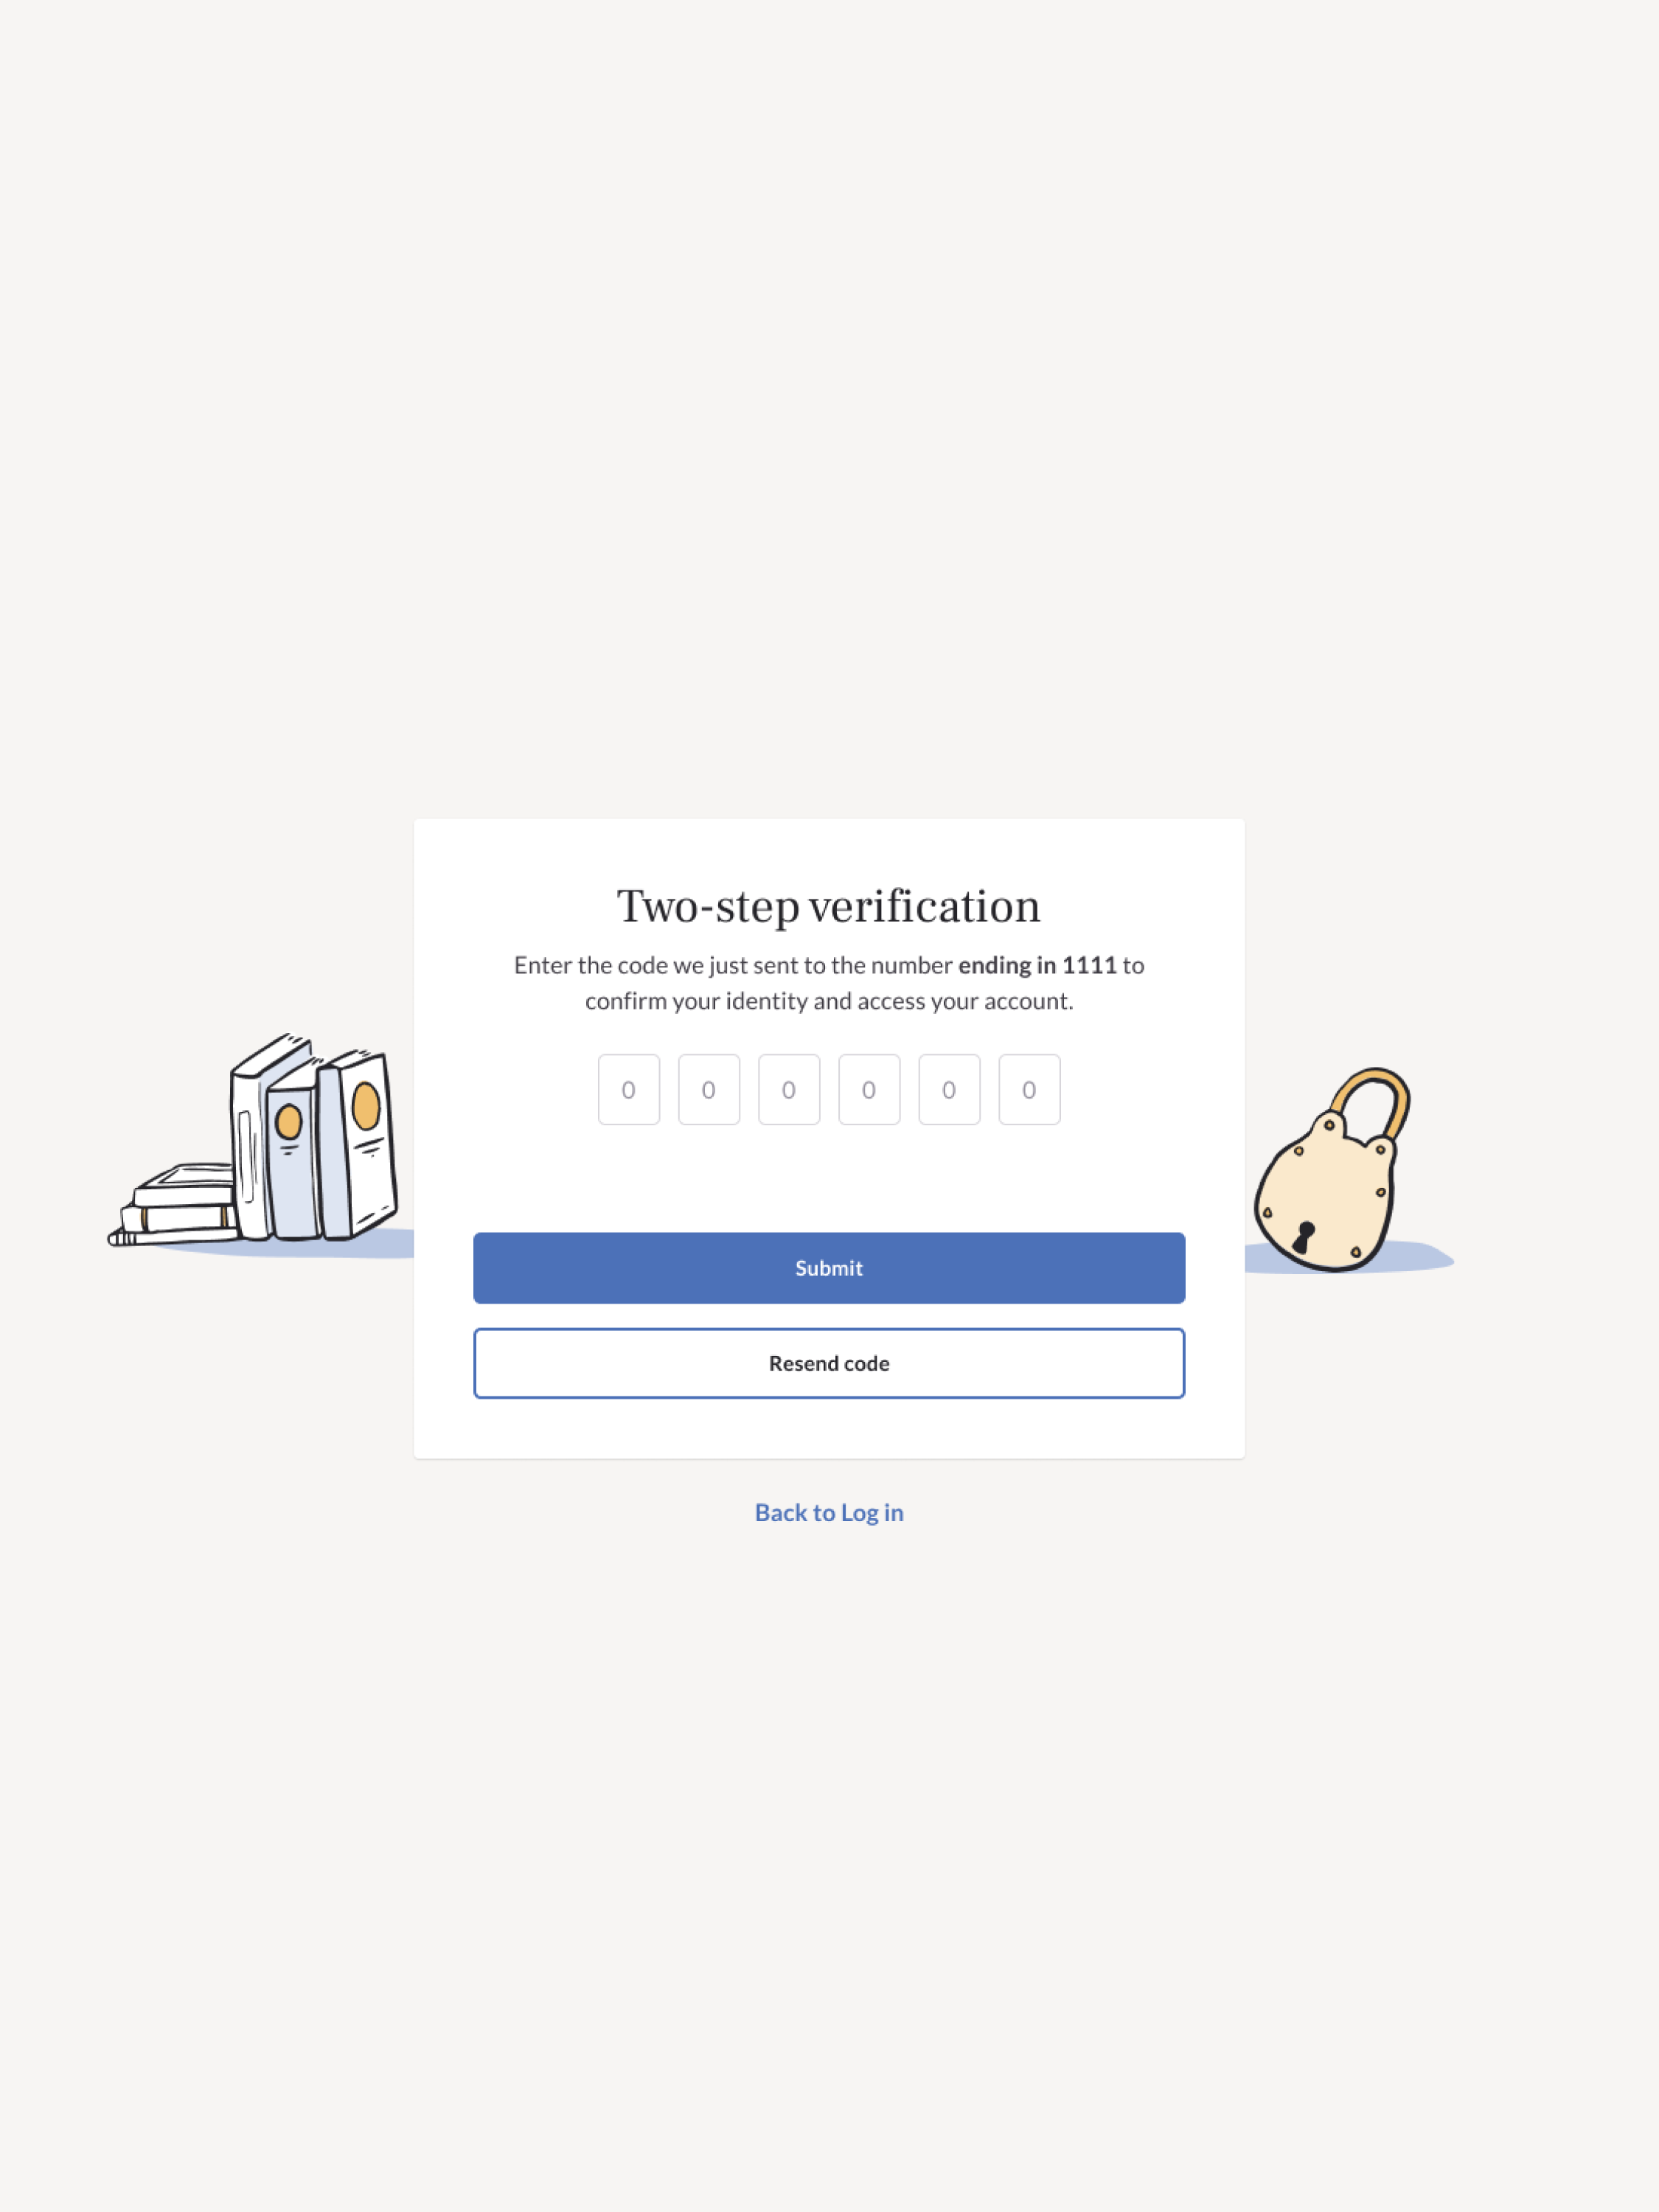 Two-step verification
Enter the code we just sent to the number ending in 1111 to
confirm your identity and access your account.
0 0 0 0 0 0
Submit
Resend code
Back to Log in